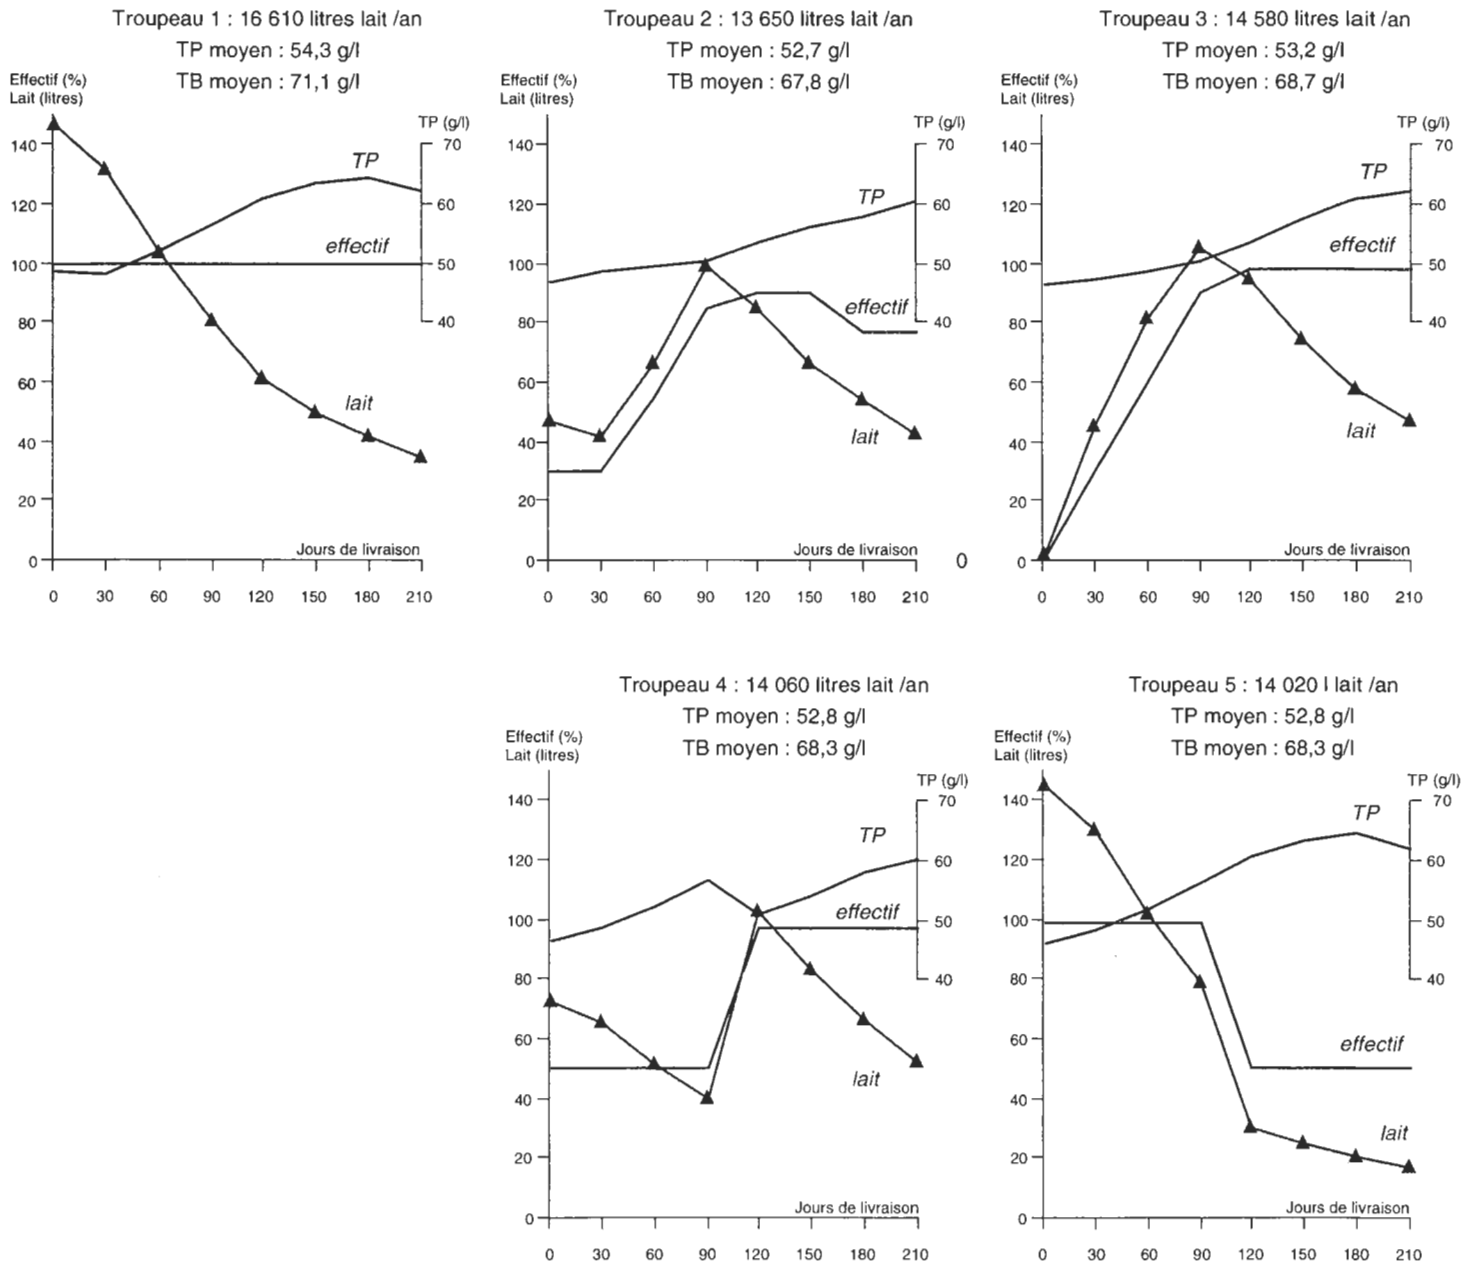 Troupeau 1 : 16 610 litres lait /an
TP moyen : 54,3 g/l
TB moyen : 71,1 g/l
Effectif (%)
Lait (litres)
TP (g/l)
140
120
100
80
60
40
20
0
70
60
50
40
TP
effectif
lait
Jours de livraison
0 30 60 90 120 150 180 210
Troupeau 2 : 13 650 litres lait /an
TP moyen : 52,7 g/l
TB moyen : 67,8 g/l
Effectif (%)
Lait (litres)
TP (g/l)
140
120
100
80
60
40
20
0
70
60
50
40
TP
effectif
lait
Jours de livraison
0
0 30 60 90 120 150 180 210
Troupeau 3 : 14 580 litres lait /an
TP moyen : 53,2 g/l
TB moyen : 68,7 g/l
Effectif (%)
Lait (litres)
TP (g/l)
140
120
100
80
60
40
20
0
70
60
50
40
TP
effectif
lait
Jours de livraison
0 30 60 90 120 150 180 210
Troupeau 4 : 14 060 litres lait /an
TP moyen : 52,8 g/l
TB moyen : 68,3 g/l
Effectif (%)
Lait (litres)
TP (g/l)
140
120
100
80
60
40
20
0
70
60
50
40
TP
effectif
lait
Jours de livraison
0 30 60 90 120 150 180 210
Troupeau 5 : 14 020 l lait /an
TP moyen : 52,8 g/l
TB moyen : 68,3 g/l
Effectif (%)
Lait (litres)
TP (g/l)
140
120
100
80
60
40
20
0
70
60
50
40
TP
effectif
lait
Jours de livraison
0 30 60 90 120 150 180 210